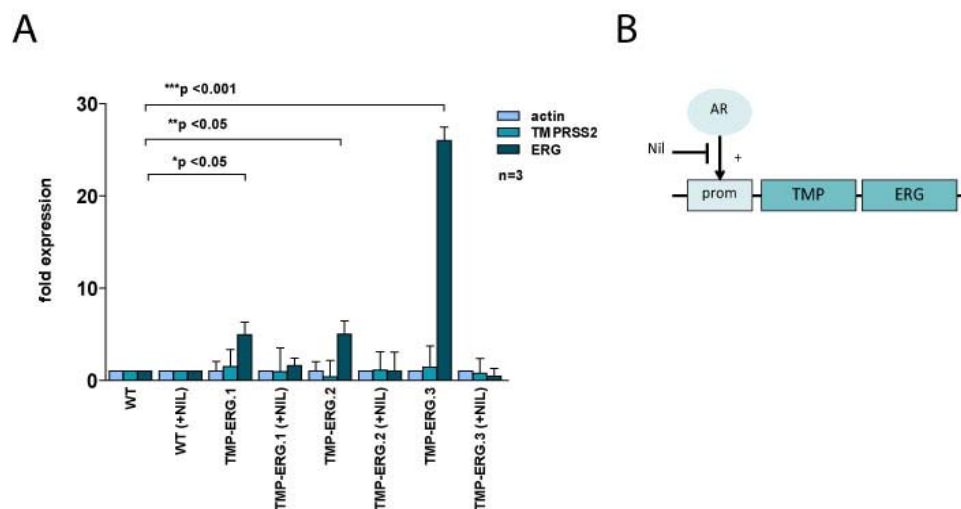 A
B
***p <0.001
**p <0.05
*p <0.05
fold expression
30
20
10
0
actin
TMPRSS2
ERG
n=3
WT
WT (+NIL)
TMP-ERG.1
TMP-ERG.1 (+NIL)
TMP-ERG.2
TMP-ERG.2 (+NIL)
TMP-ERG.3
TMP-ERG.3 (+NIL)
AR
Nil
+
prom
TMP
ERG